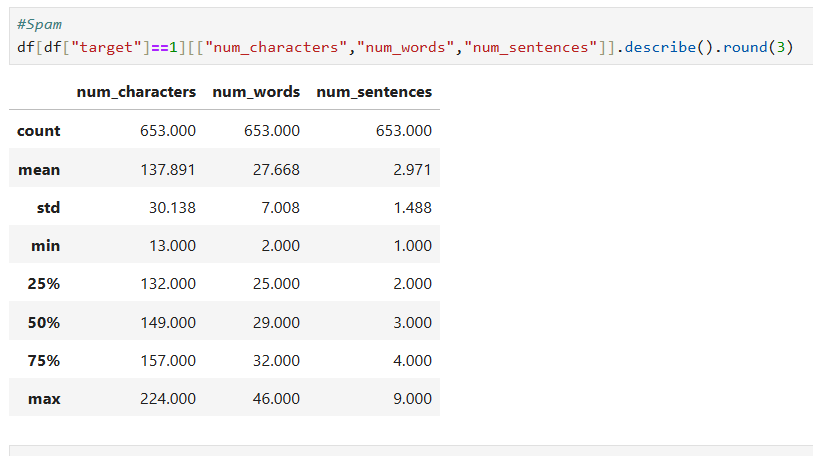 #Spam
df[df["target"]==1][["num_characters","num_words","num_sentences"]].describe().round(3)
num_characters num_words num_sentences
count 653.000 653.000 653.000
mean 137.891 27.668 2.971
std 30.138 7.008 1.488
min 13.000 2.000 1.000
25% 132.000 25.000 2.000
50% 149.000 29.000 3.000
75% 157.000 32.000 4.000
max 224.000 46.000 9.000